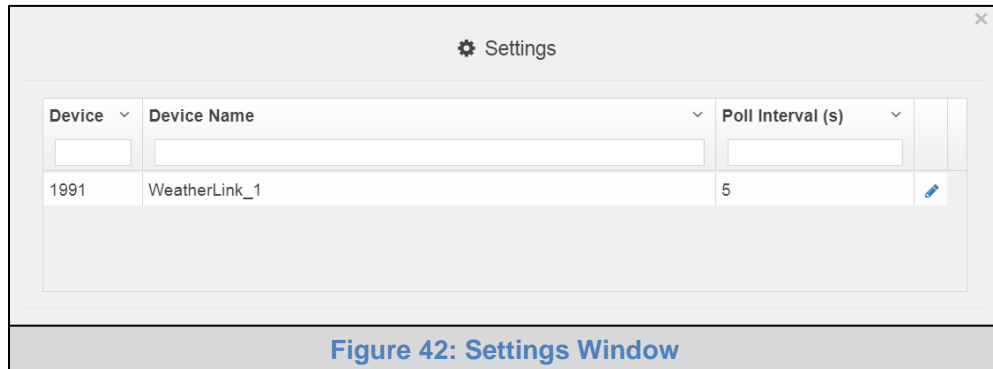 Settings
Device Device Name Poll Interval (s)
1991 WeatherLink_1 5
Figure 42: Settings Window